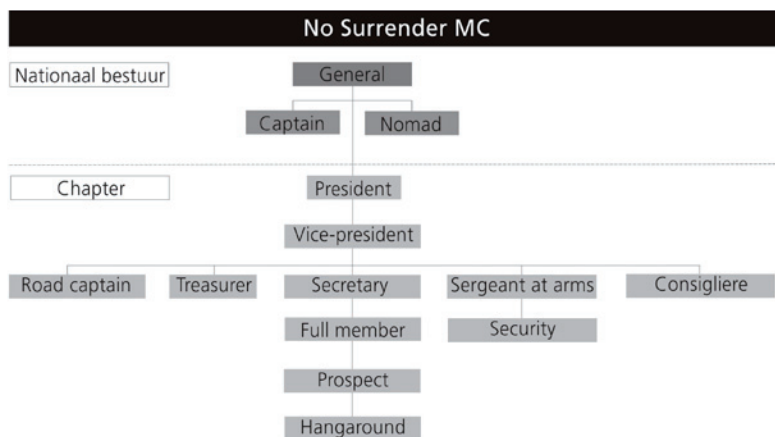 No Surrender MC
Nationaal bestuur
General
Captain
Nomad
Chapter
President
Vice-president
Road captain
Treasurer
Secretary
Sergeant at arms
Consigliere
Full member
Security
Prospect
Hangaround